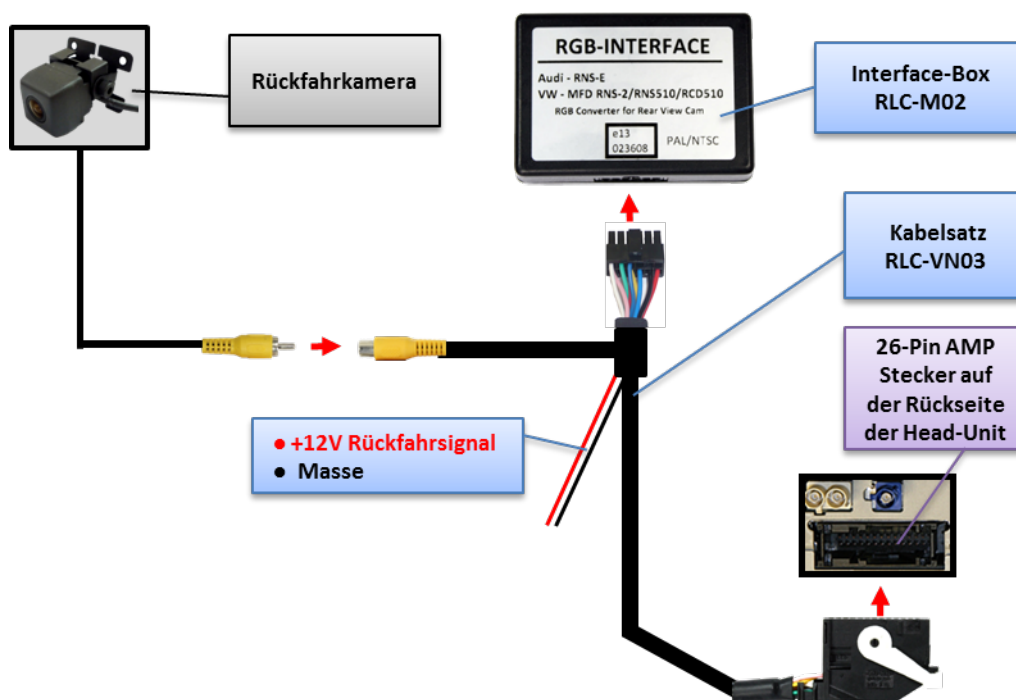 Rückfahrkamera
RGB-INTERFACE
Audi - RNS-E
VW - MFD RNS-2/RNS510/RCD510
RGB Converter for Rear View Cam
e13
023608
PAL/NTSC
Interface-Box
RLC-M02
Kabelsatz
RLC-VN03
26-Pin AMP
Stecker auf
der Rückseite
der Head-Unit
● +12V Rückfahrsignal
● Masse